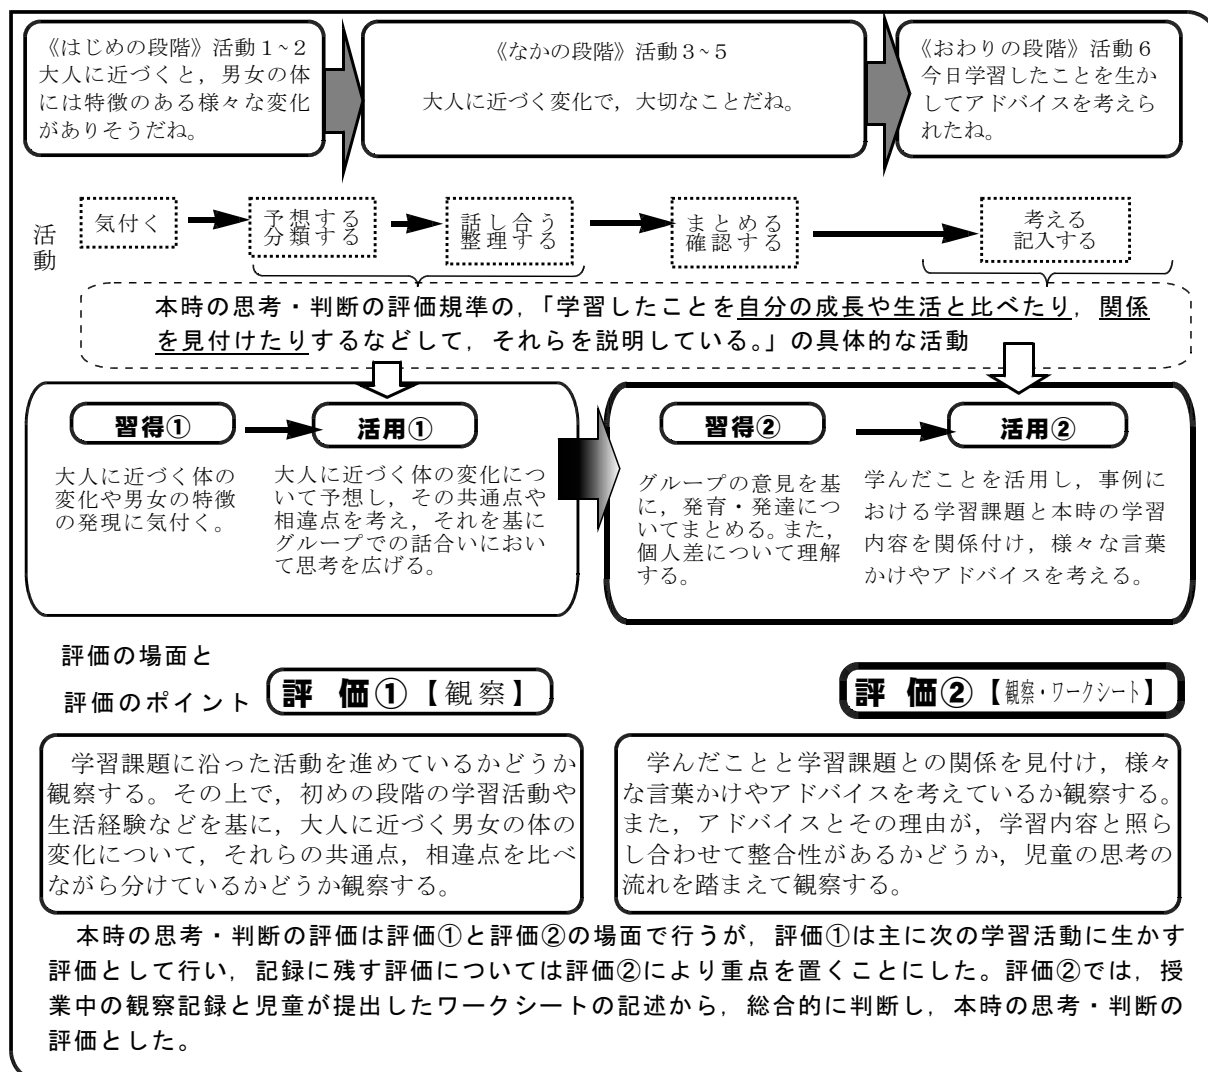 《はじめの段階》活動1~2
大人に近づくと，男女の体
には特徴のある様々な変化
がありそうだね。
《なかの段階》活動3~5
大人に近づく変化で，大切なことだね。
《おわりの段階》活動6
今日学習したことを生か
してアドバイスを考えら
れたね。
活動
気付く
予想する
分類する
話し合う
整理する
まとめる
確認する
考える
記入する
本時の思考・判断の評価規準の，「学習したことを自分の成長や生活と比べたり，関係
を見付けたりするなどして，それらを説明している。」の具体的な活動
習得①
活用①
大人に近づく体の
変化や男女の特徴
の発現に気付く。
大人に近づく体の変化につ
いて予想し，その共通点や
相違点を考え，それを基に
グループでの話合いにおい
て思考を広げる。
習得②
活用②
グループの意見を基
に，発育・発達につ
いてまとめる。また，
個人差について理解
する。
学んだことを活用し，事例に
おける学習課題と本時の学習
内容を関係付け，様々な言葉
かけやアドバイスを考える。
評価の場面と
評価のポイント
評 価①【観察】
評 価②【観察・ワークシート】
学習課題に沿った活動を進めているかどうか
観察する。その上で，初めの段階の学習活動や
生活経験などを基に，大人に近づく男女の体の
変化について，それらの共通点，相違点を比べ
ながら分けているかどうか観察する。
学んだことと学習課題との関係を見付け，様々
な言葉かけやアドバイスを考えているか観察する。
また，アドバイスとその理由が，学習内容と照ら
し合わせて整合性があるかどうか，児童の思考の
流れを踏まえて観察する。
本時の思考・判断の評価は評価①と評価②の場面で行うが，評価①は主に次の学習活動に生かす
評価として行い，記録に残す評価については評価②により重点を置くことにした。評価②では，授
業中の観察記録と児童が提出したワークシートの記述から，総合的に判断し，本時の思考・判断の
評価とした。